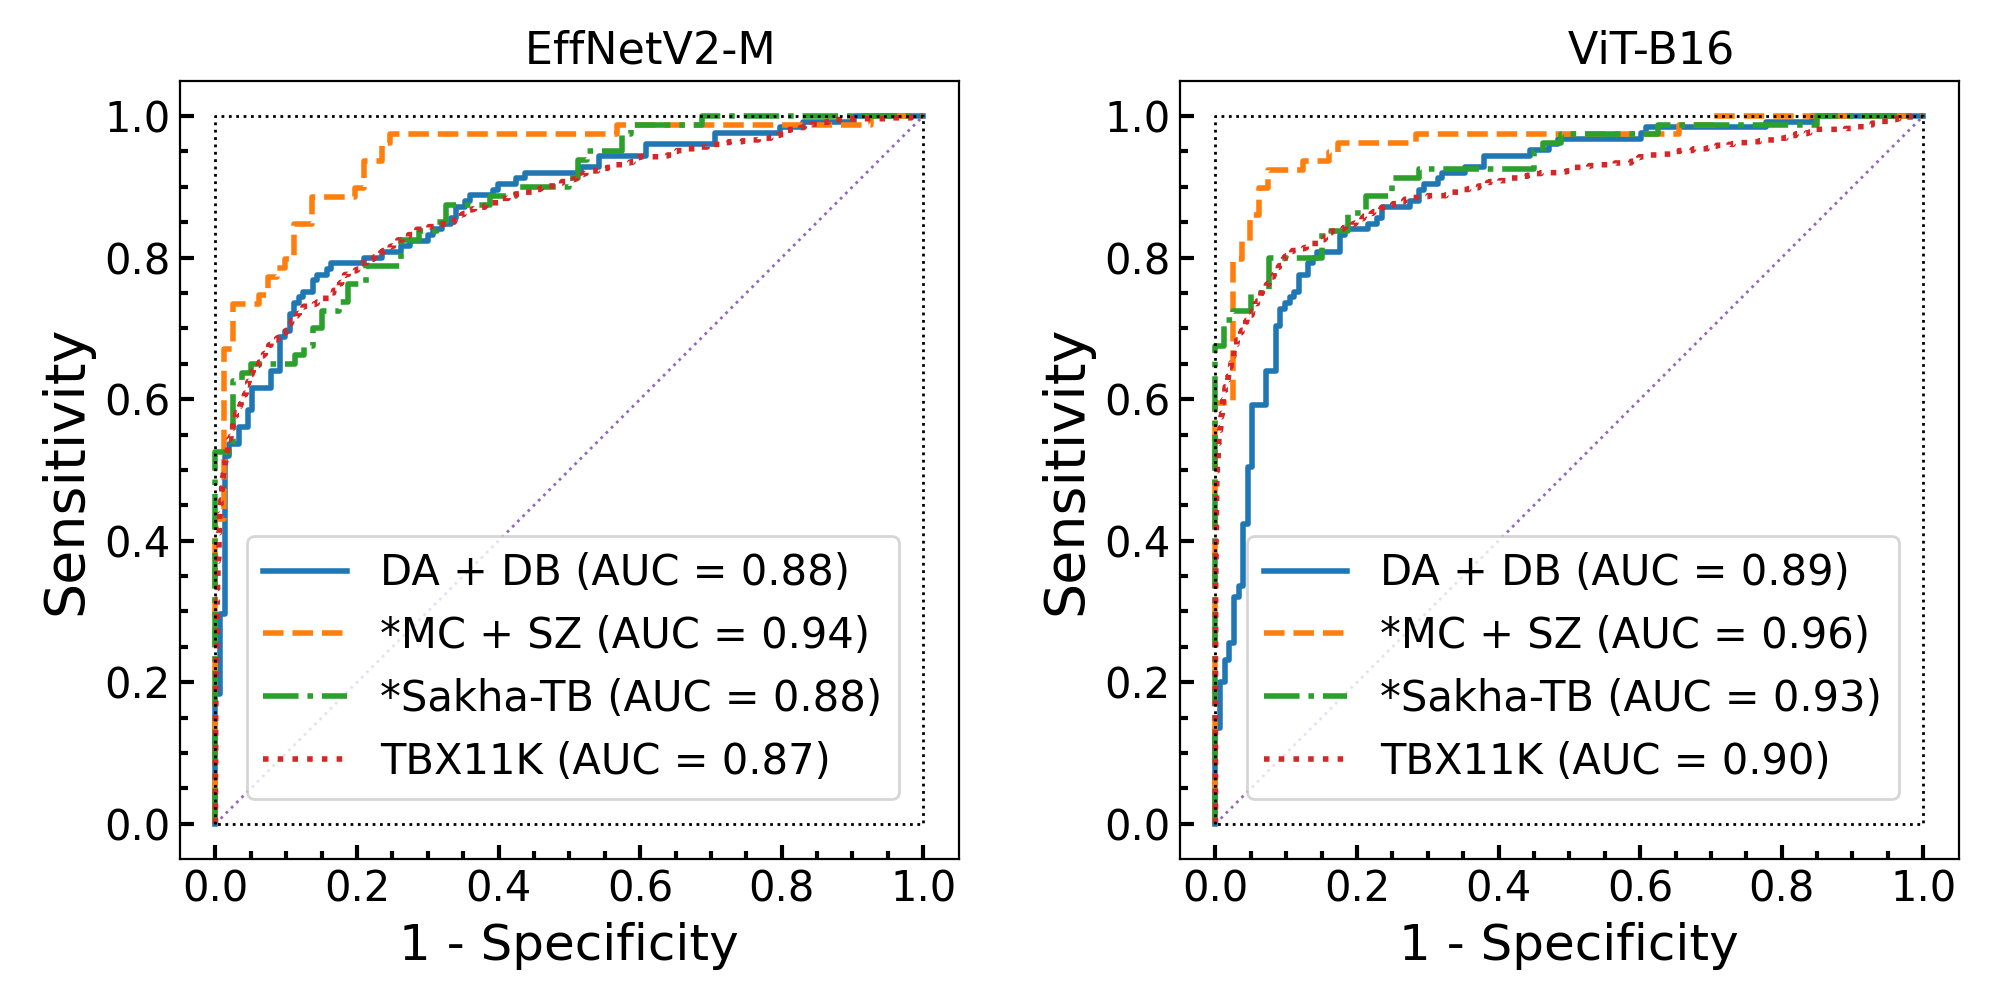 EffNetV2-M
Sensitivity
1.0
0.8
0.6
0.4
0.2
0.0
DA + DB (AUC = 0.88)
*MC + SZ (AUC = 0.94)
*Sakha-TB (AUC = 0.88)
TBX11K (AUC = 0.87)
0.0 0.2 0.4 0.6 0.8 1.0
1 - Specificity
ViT-B16
Sensitivity
1.0
0.8
0.6
0.4
0.2
0.0
DA + DB (AUC = 0.89)
*MC + SZ (AUC = 0.96)
*Sakha-TB (AUC = 0.93)
TBX11K (AUC = 0.90)
0.0 0.2 0.4 0.6 0.8 1.0
1 - Specificity